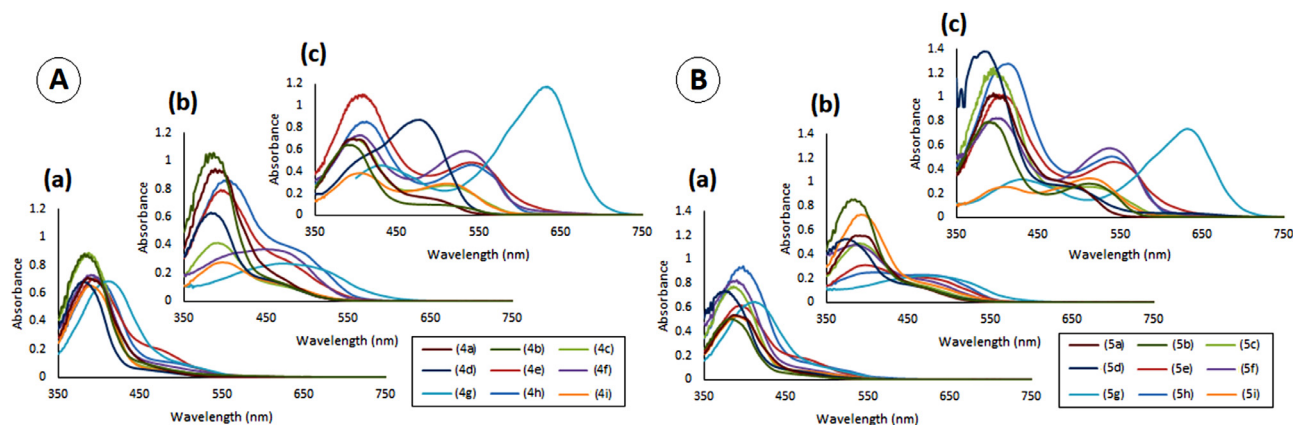 A
(a)
1.2
1
0.8
0.6
0.4
0.2
0
350 450 550 650 750
Absorbance
Wavelength (nm)
(b)
1.2
1
0.8
0.6
0.4
0.2
0
350 450 550 650 750
Absorbance
Wavelength (nm)
(c)
1.2
1
0.8
0.6
0.4
0.2
0
350 450 550 650 750
Absorbance
Wavelength (nm)
(4a) (4b) (4c)
(4d) (4e) (4f)
(4g) (4h) (4i)
B
(a)
1.4
1.2
1
0.8
0.6
0.4
0.2
0
350 450 550 650 750
Absorbance
Wavelength (nm)
(b)
1.4
1.2
1
0.8
0.6
0.4
0.2
0
350 450 550 650 750
Absorbance
Wavelength (nm)
(c)
1.4
1.2
1
0.8
0.6
0.4
0.2
0
350 450 550 650 750
Absorbance
Wavelength (nm)
(5a) (5b) (5c)
(5d) (5e) (5f)
(5g) (5h) (5i)